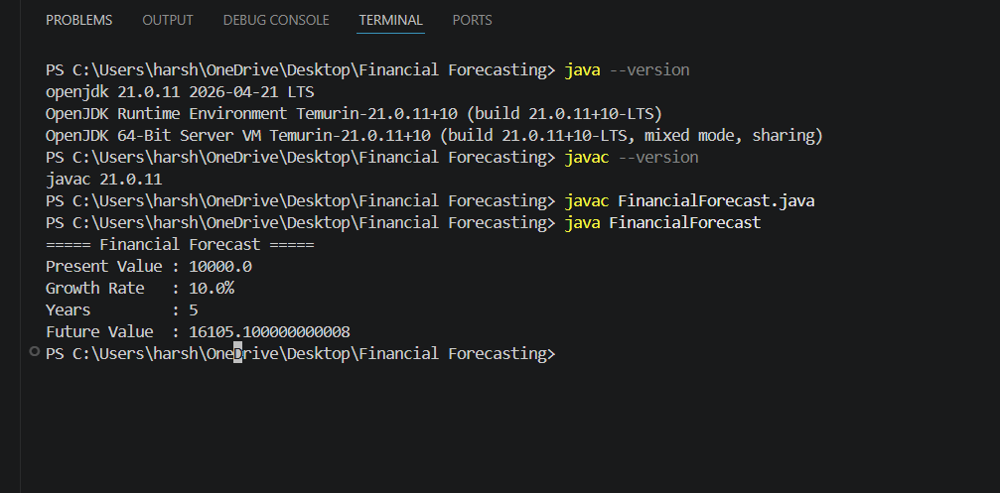 PROBLEMS OUTPUT DEBUG CONSOLE TERMINAL PORTS
PS C:\Users\harsh\OneDrive\Desktop\Financial Forecasting> java --version
openjdk 21.0.11 2026-04-21 LTS
OpenJDK Runtime Environment Temurin-21.0.11+10 (build 21.0.11+10-LTS)
OpenJDK 64-Bit Server VM Temurin-21.0.11+10 (build 21.0.11+10-LTS, mixed mode, sharing)
PS C:\Users\harsh\OneDrive\Desktop\Financial Forecasting> javac --version
javac 21.0.11
PS C:\Users\harsh\OneDrive\Desktop\Financial Forecasting> javac FinancialForecast.java
PS C:\Users\harsh\OneDrive\Desktop\Financial Forecasting> java FinancialForecast
===== Financial Forecast =====
Present Value : 10000.0
Growth Rate   : 10.0%
Years         : 5
Future Value  : 16105.100000000008
PS C:\Users\harsh\OneDrive\Desktop\Financial Forecasting>